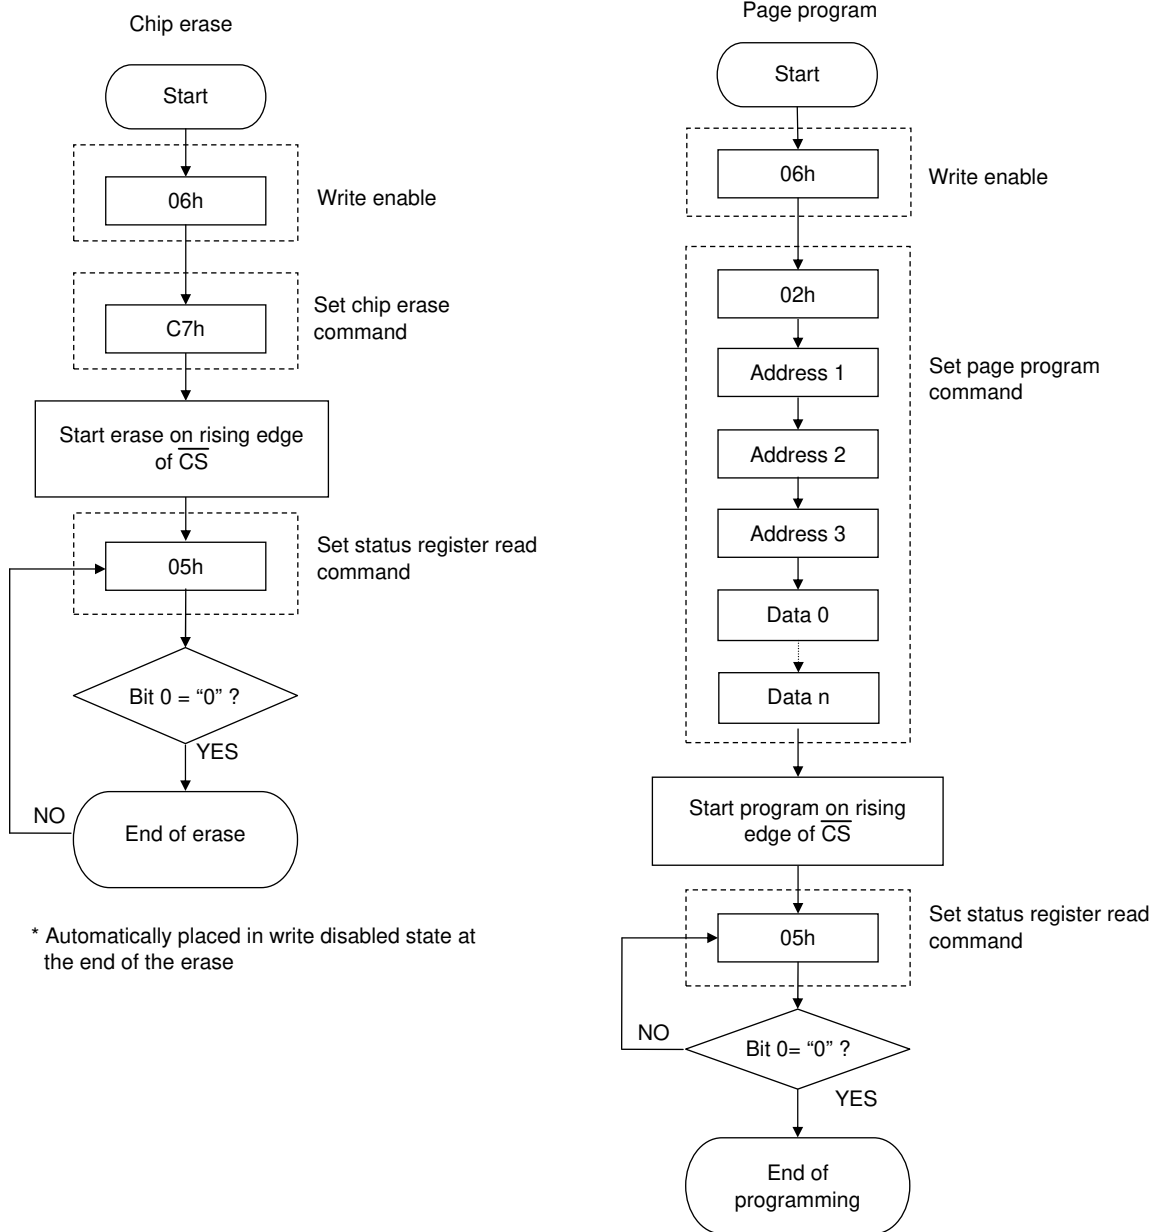 Chip erase
Start
06h
Write enable
C7h
Set chip erase
command
Start erase on rising edge
of C̅S̅
05h
Set status register read
command
Bit 0 = “0” ?
YES
NO
End of erase
* Automatically placed in write disabled state at
the end of the erase
Page program
Start
06h
Write enable
02h
Address 1
Set page program
command
Address 2
Address 3
Data 0
Data n
Start program on rising
edge of C̅S̅
05h
Set status register read
command
NO
Bit 0= “0” ?
YES
End of
programming